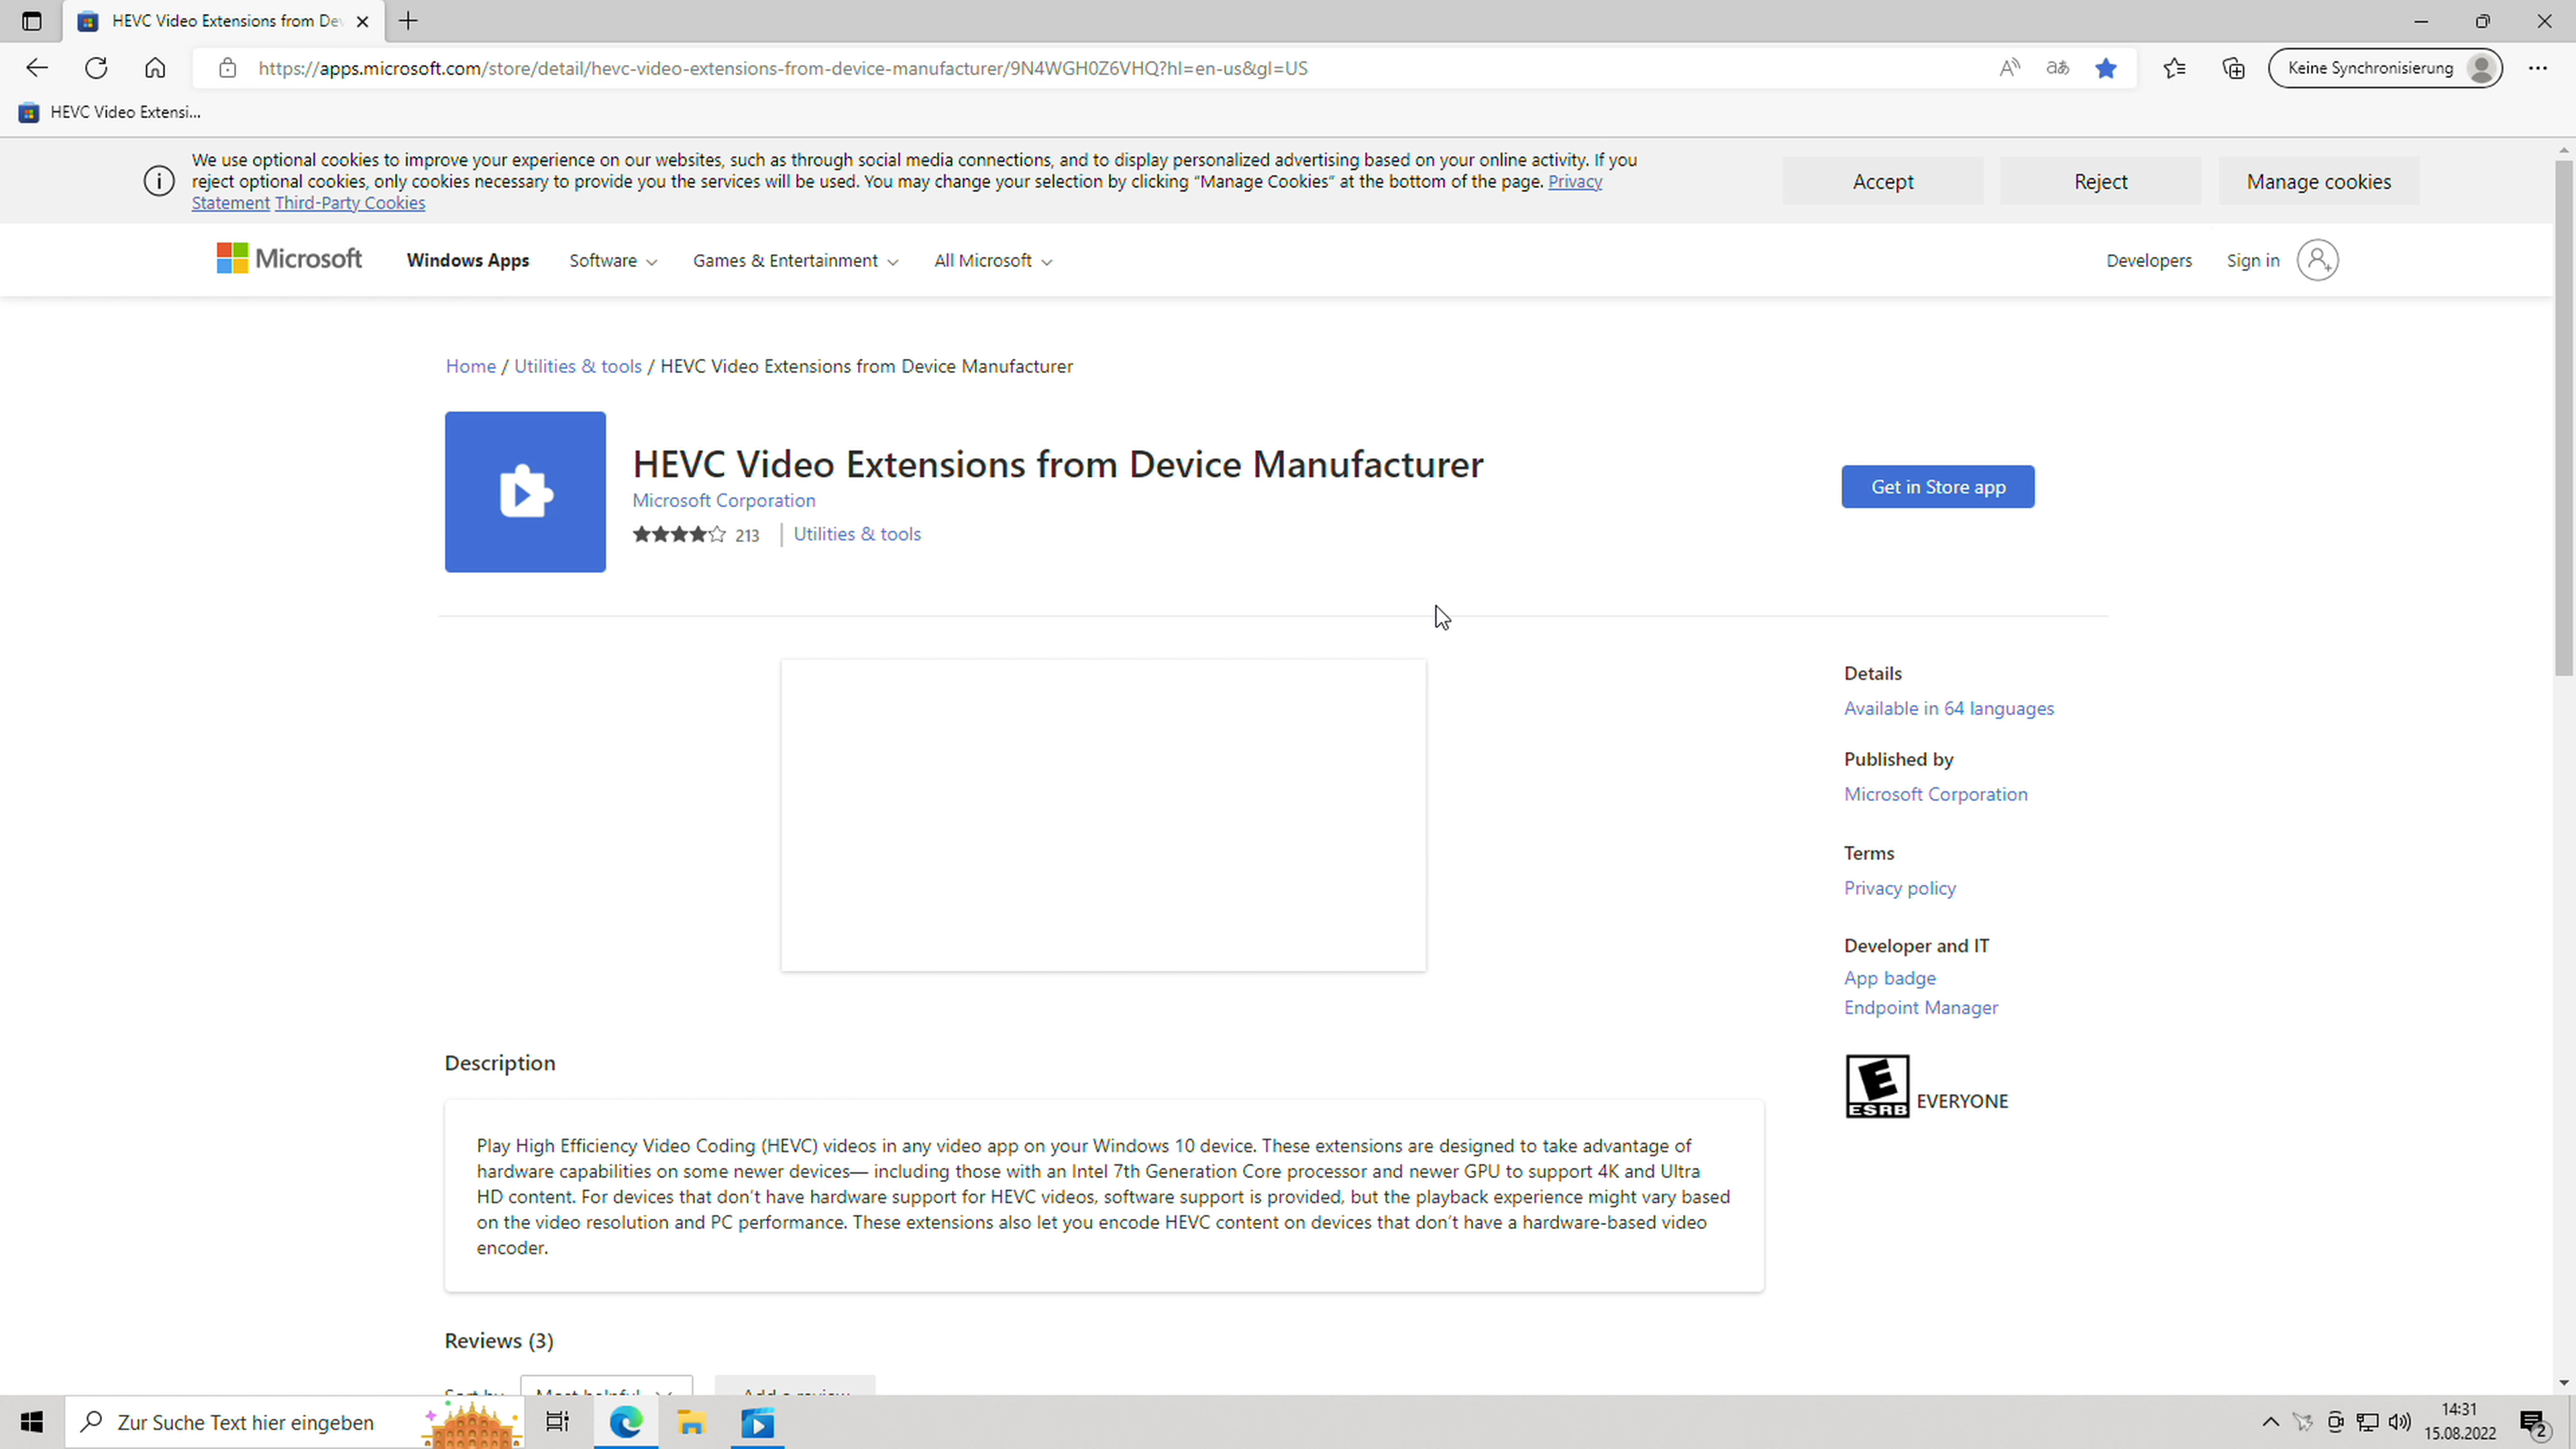 HEVC Video Extensions from De
https://apps.microsoft.com/store/detail/hevc-video-extensions-from-device-manufacturer/9N4WGH0Z6VHQ?hl=en-us&gl=US
Keine Synchronisierung
HEVC Video Extensi...
We use optional cookies to improve your experience on our websites, such as through social media connections, and to display personalized advertising based on your online activity. If you
reject optional cookies, only cookies necessary to provide you the services will be used. You may change your selection by clicking “Manage Cookies” at the bottom of the page. Privacy
Statement Third-Party Cookies
Accept
Reject
Manage cookies
Microsoft
Windows Apps
Software
Games & Entertainment
All Microsoft
Developers
Sign in
Home / Utilities & tools / HEVC Video Extensions from Device Manufacturer
HEVC Video Extensions from Device Manufacturer
Microsoft Corporation
213
Utilities & tools
Get in Store app
Details
Available in 64 languages
Published by
Microsoft Corporation
Terms
Privacy policy
Developer and IT
App badge
Endpoint Manager
E
ESRB
EVERYONE
Description
Play High Efficiency Video Coding (HEVC) videos in any video app on your Windows 10 device. These extensions are designed to take advantage of
hardware capabilities on some newer devices— including those with an Intel 7th Generation Core processor and newer GPU to support 4K and Ultra
HD content. For devices that don't have hardware support for HEVC videos, software support is provided, but the playback experience might vary based
on the video resolution and PC performance. These extensions also let you encode HEVC content on devices that don't have a hardware-based video
encoder.
Reviews (3)
Sort by
Most helpful
Add a review
Zur Suche Text hier eingeben
14:31
15.08.2022
2